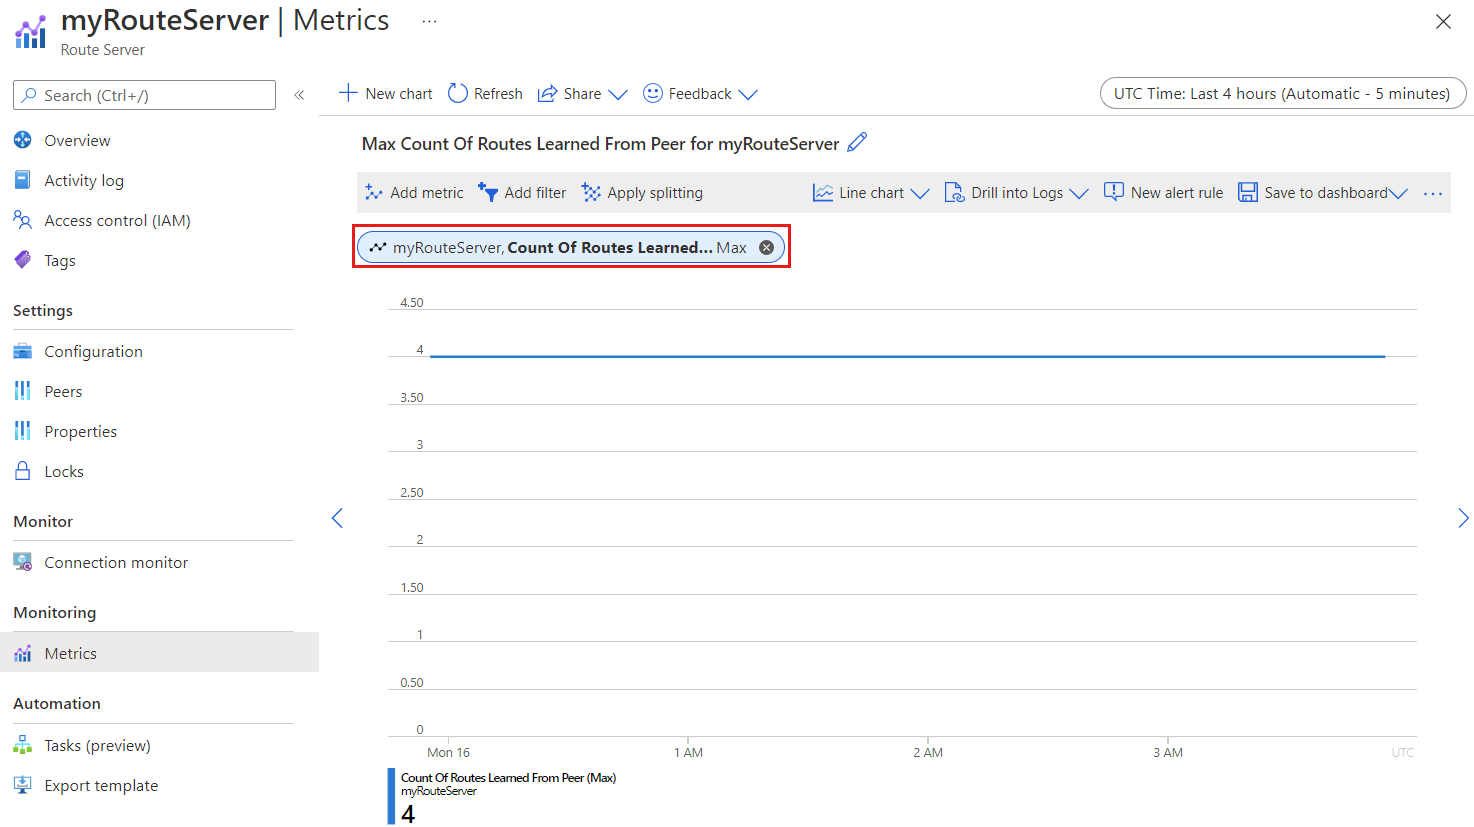 myRouteServer | Metrics ...
Route Server
Search (Ctrl+/)
«
Overview
Activity log
Access control (IAM)
Tags
Settings
Configuration
Peers
Properties
Locks
Monitor
Connection monitor
Monitoring
Metrics
Automation
Tasks (preview)
Export template
New chart Refresh Share Feedback
UTC Time: Last 4 hours (Automatic - 5 minutes)
Max Count Of Routes Learned From Peer for myRouteServer
Add metric Add filter Apply splitting Line chart Drill into Logs New alert rule Save to dashboard ...
myRouteServer, Count Of Routes Learned... Max
4.50
4
3.50
3
2.50
2
1.50
1
0.50
0
Mon 16 1 AM 2 AM 3 AM UTC
Count Of Routes Learned From Peer (Max)
myRouteServer
4